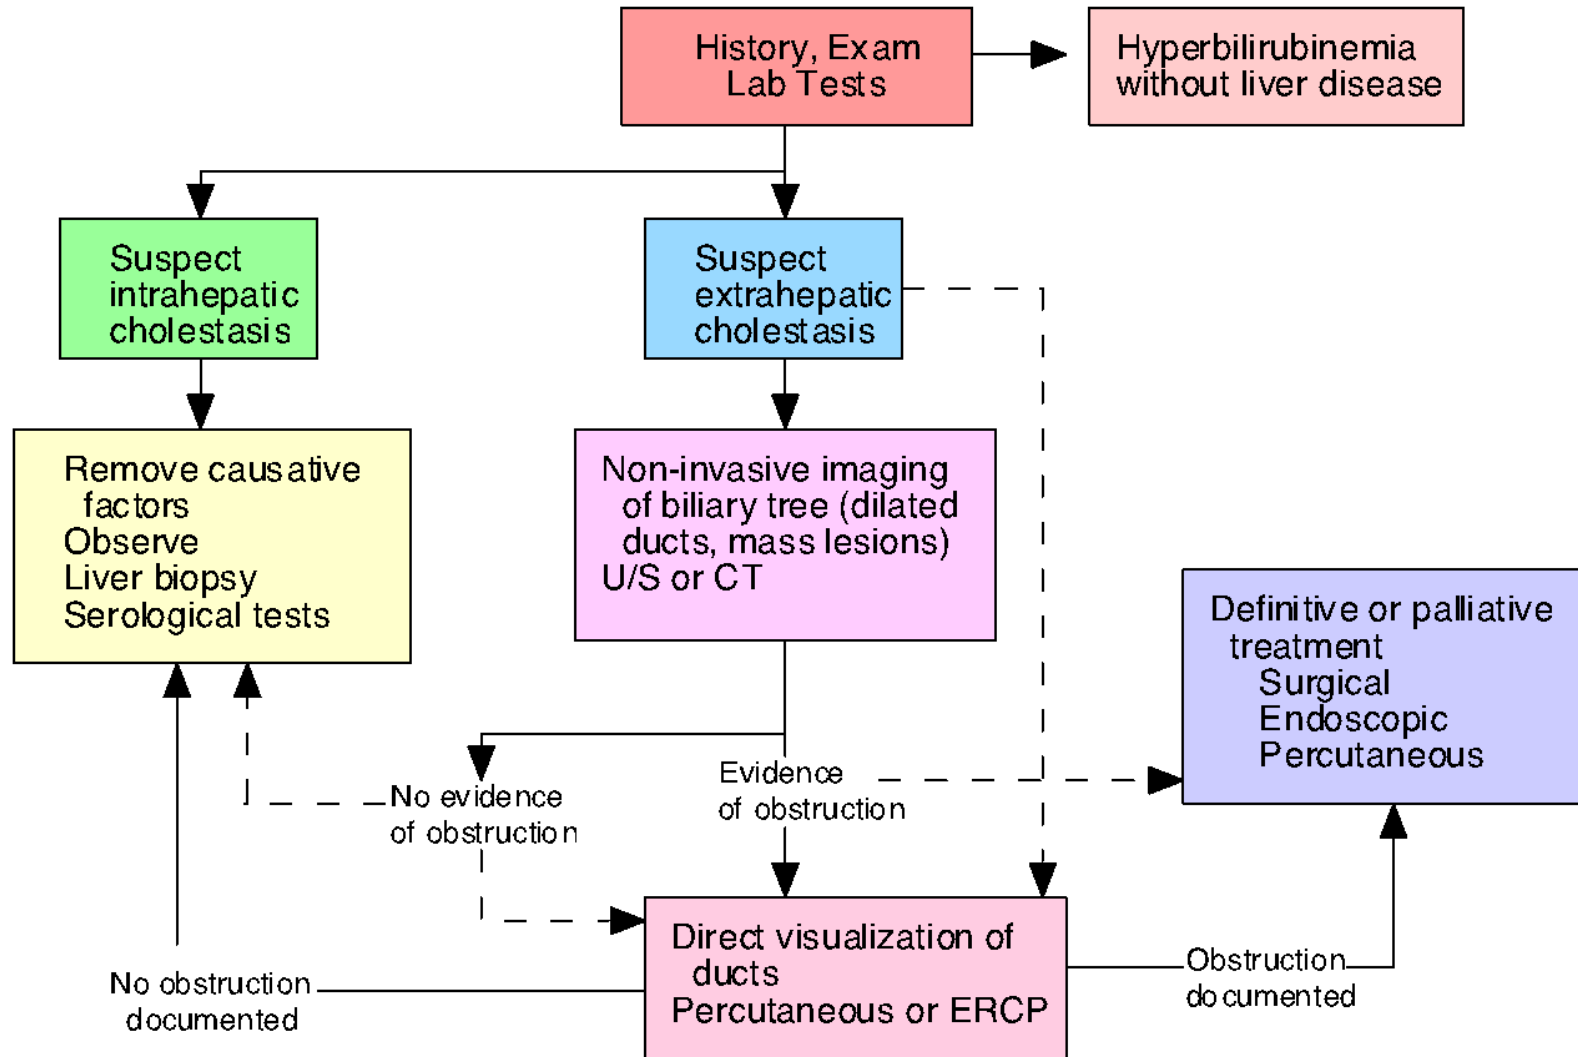 History, Exam
Lab Tests
Hyperbilirubinemia
without liver disease
Suspect
intrahepatic
cholestasis
Suspect
extrahepatic
cholestasis
Remove causative
factors
Observe
Liver biopsy
Serological tests
Non-invasive imaging
of biliary tree (dilated
ducts, mass lesions)
U/S or CT
Definitive or palliative
treatment
Surgical
Endoscopic
Percutaneous
No evidence
of obstruction
Evidence
of obstruction
Direct visualization of
ducts
Percutaneous or ERCP
No obstruction
documented
Obstruction
documented